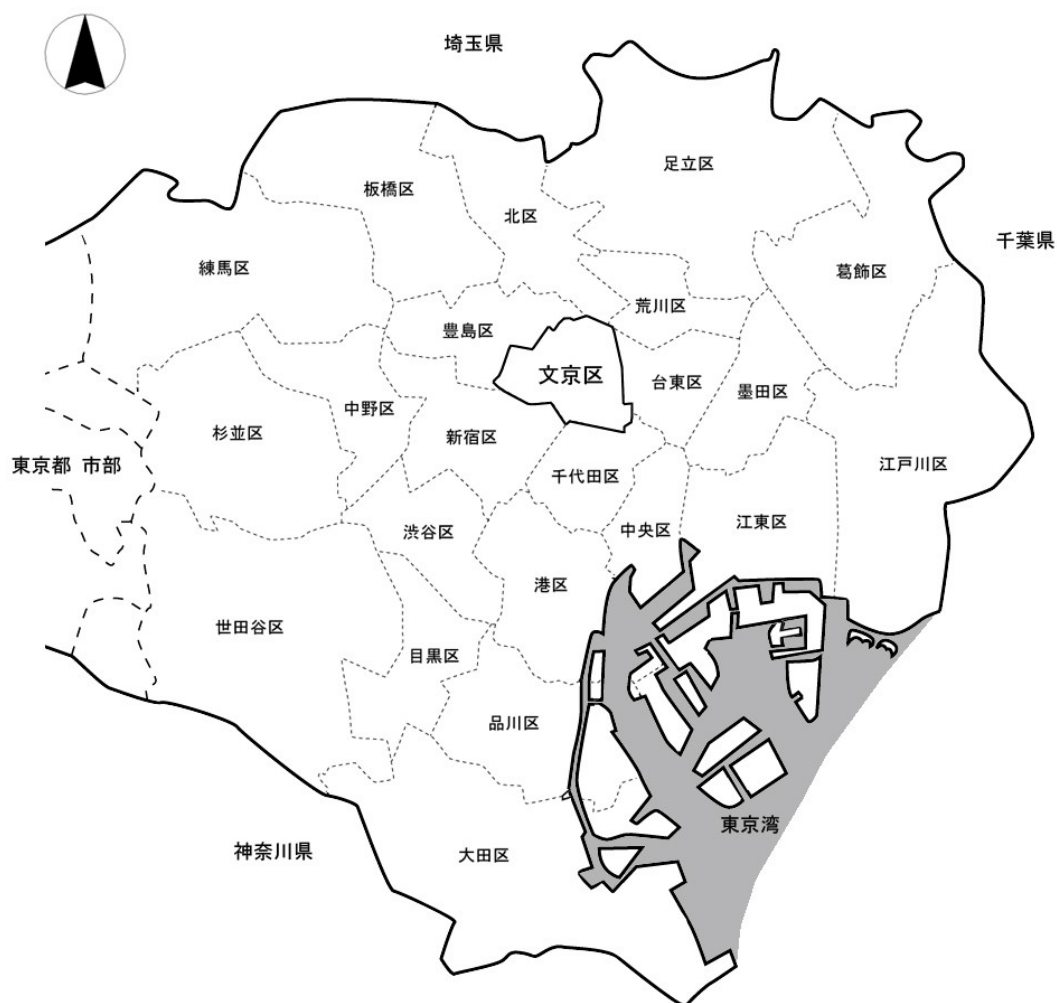 埼玉県
足立区
板橋区
北区
千葉県
練馬区
葛飾区
荒川区
豊島区
文京区
台東区
墨田区
中野区
杉並区
新宿区
東京都 市部
江戸川区
千代田区
江東区
中央区
渋谷区
港区
世田谷区
目黒区
品川区
東京湾
神奈川県
大田区